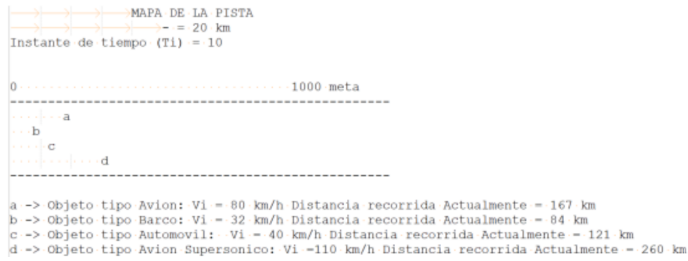 MAPA DE LA PISTA
- = 20 km
Instante de tiempo (Ti) = 10
0 1000 meta
--------------------------------------------------
a
b
c
d
--------------------------------------------------
a -> Objeto tipo Avion: Vi = 80 km/h Distancia recorrida Actualmente = 167 km
b -> Objeto tipo Barco: Vi = 32 km/h Distancia recorrida Actualmente = 84 km
c -> Objeto tipo Automovil: Vi = 40 km/h Distancia recorrida Actualmente = 121 km
d -> Objeto tipo Avion Supersonico: Vi =110 km/h Distancia recorrida Actualmente = 260 km